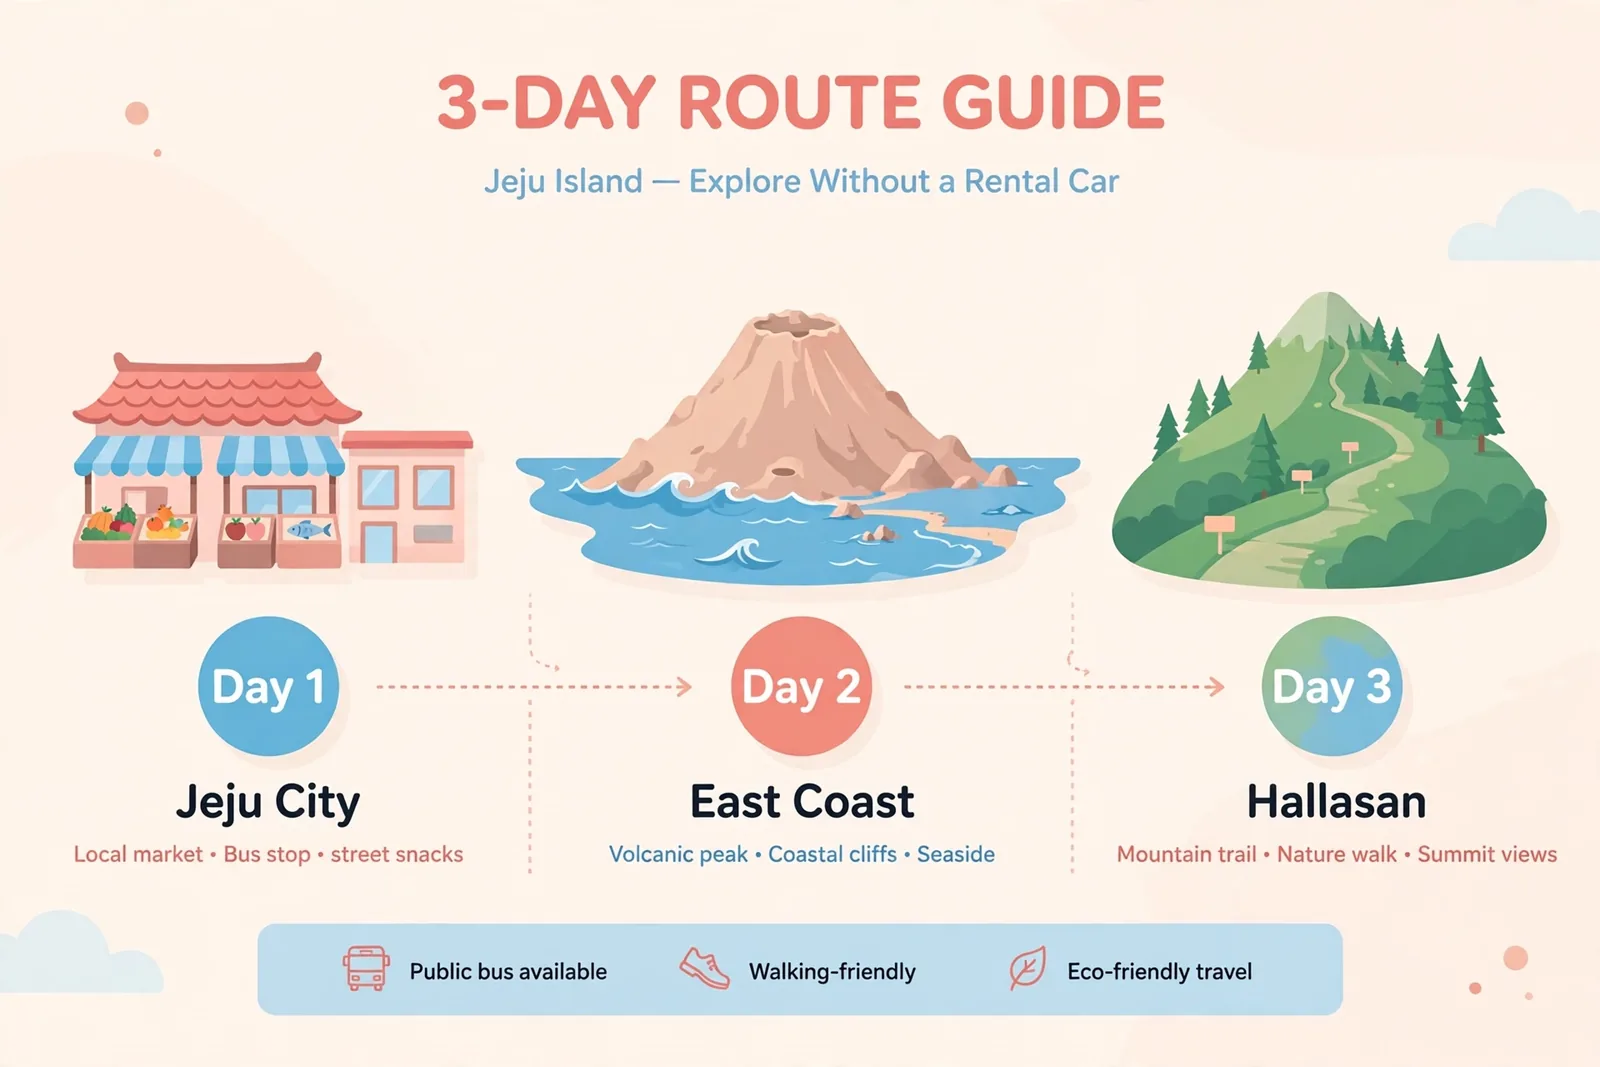 3-DAY ROUTE GUIDE
Jeju Island — Explore Without a Rental Car
Day 1
Day 2
Day 3
Jeju City
East Coast
Hallasan
Local market • Bus stop • street snacks
Volcanic peak • Coastal cliffs • Seaside
Mountain trail • Nature walk • Summit views
Public bus available
Walking-friendly
Eco-friendly travel